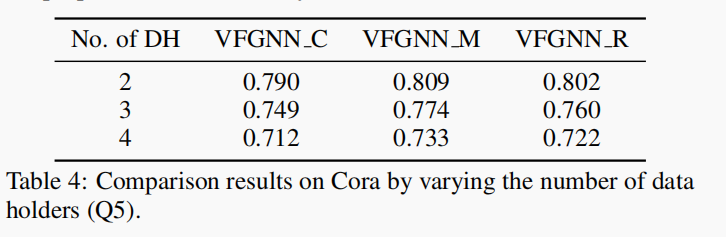 No. of DH VFGNN_C VFGNN_M VFGNN_R
2 0.790 0.809 0.802
3 0.749 0.774 0.760
4 0.712 0.733 0.722
Table 4: Comparison results on Cora by varying the number of data
holders (Q5).